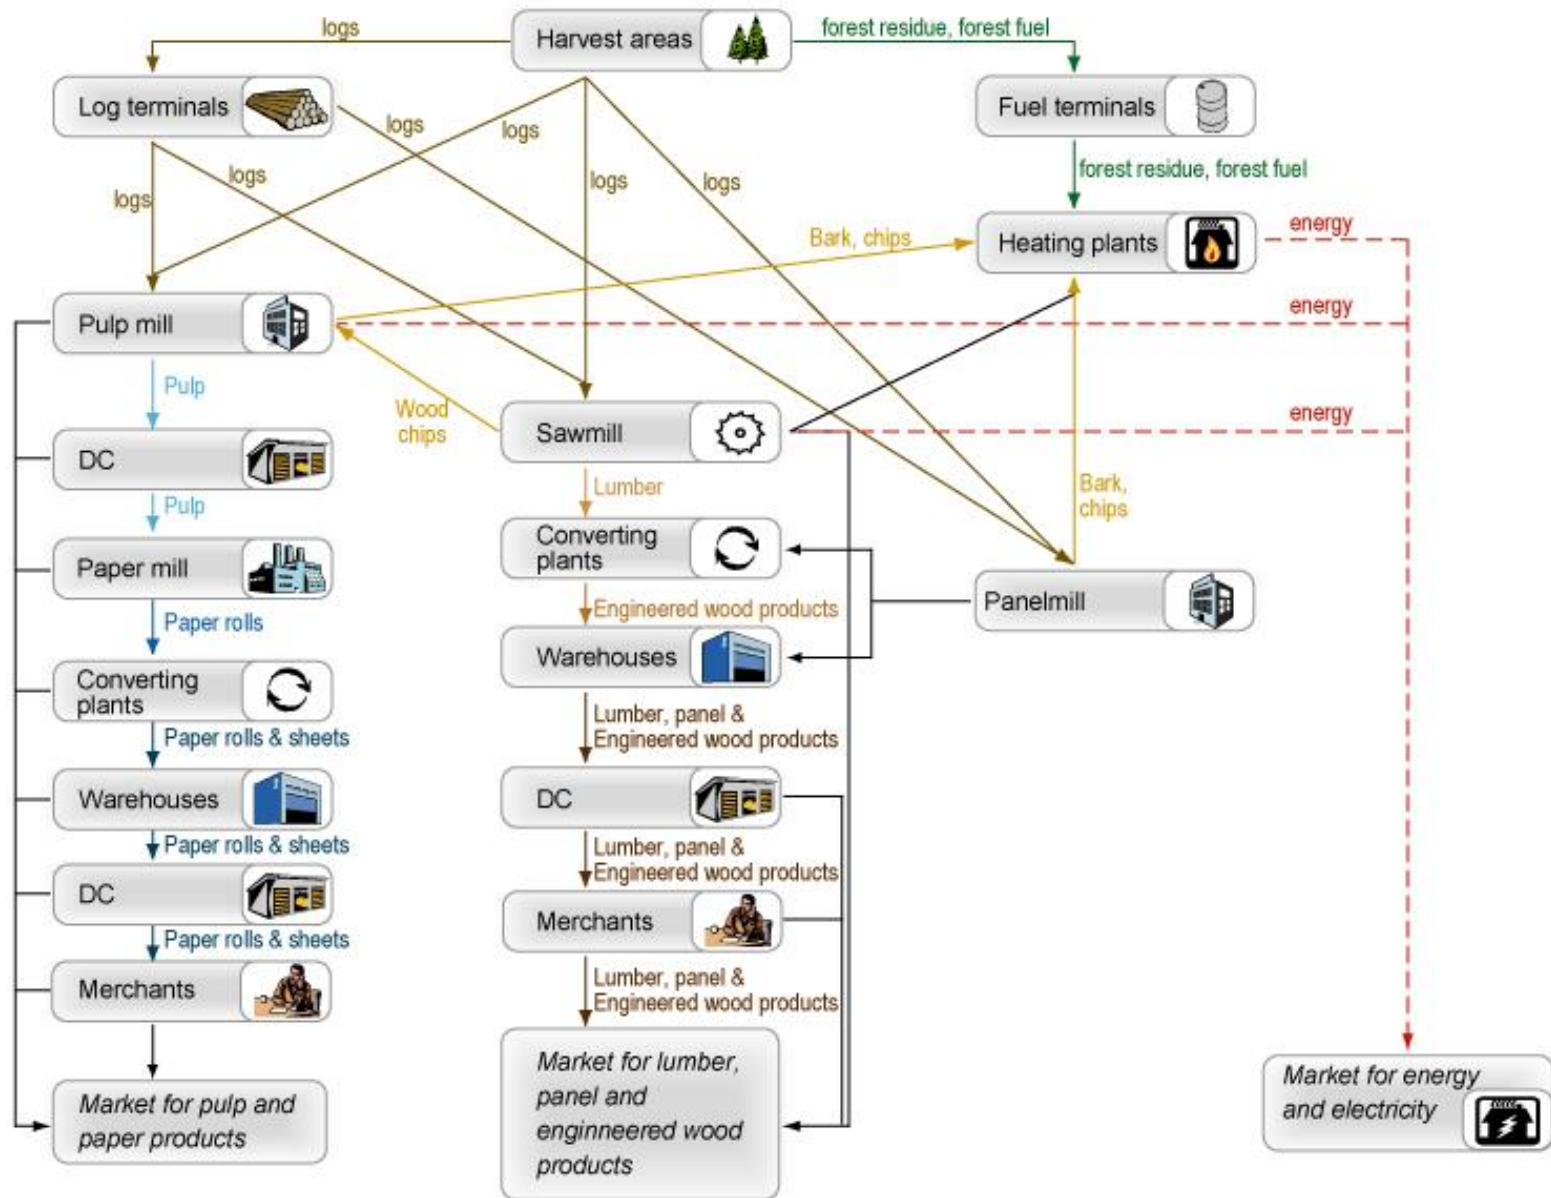 logs
Harvest areas
forest residue, forest fuel
Log terminals
Fuel terminals
logs
logs
logs
logs
logs
logs
forest residue, forest fuel
Bark, chips
Heating plants
energy
Pulp mill
energy
Pulp
Wood
chips
Sawmill
energy
DC
Lumber
Bark,
chips
Pulp
Converting
plants
Paper mill
Engineered wood products
Panelmill
Paper rolls
Warehouses
Converting
plants
Lumber, panel &
Engineered wood products
Paper rolls & sheets
Warehouses
DC
Paper rolls & sheets
Lumber, panel &
Engineered wood products
DC
Merchants
Paper rolls & sheets
Lumber, panel &
Engineered wood products
Merchants
Market for lumber,
panel and
enginneered wood
products
Market for energy
and electricity
Market for pulp and
paper products